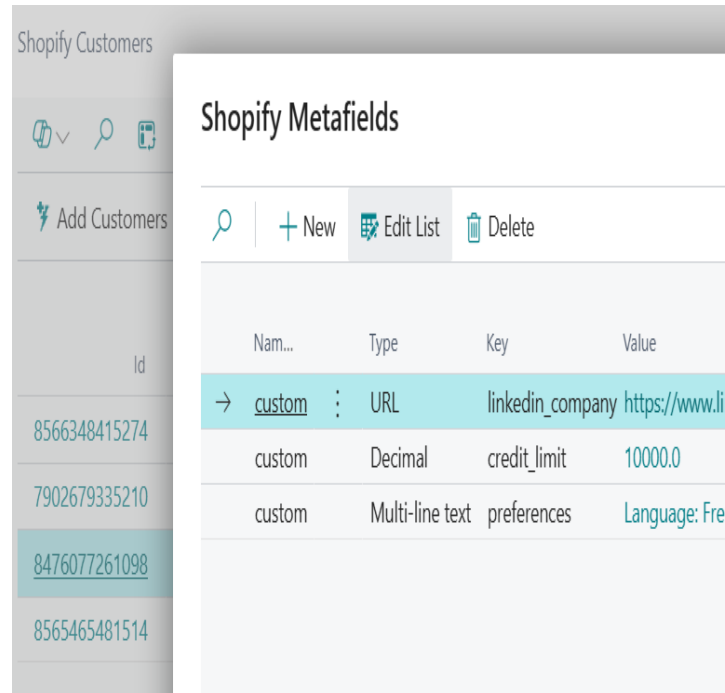 Shopify Customers
Add Customers
Id
8566348415274
7902679335210
8476077261098
8565465481514
Shopify Metafields
New Edit List Delete
Nam... Type Key Value
custom URL linkedin_company https://www.li
custom Decimal credit_limit 10000.0
custom Multi-line text preferences Language: Fre